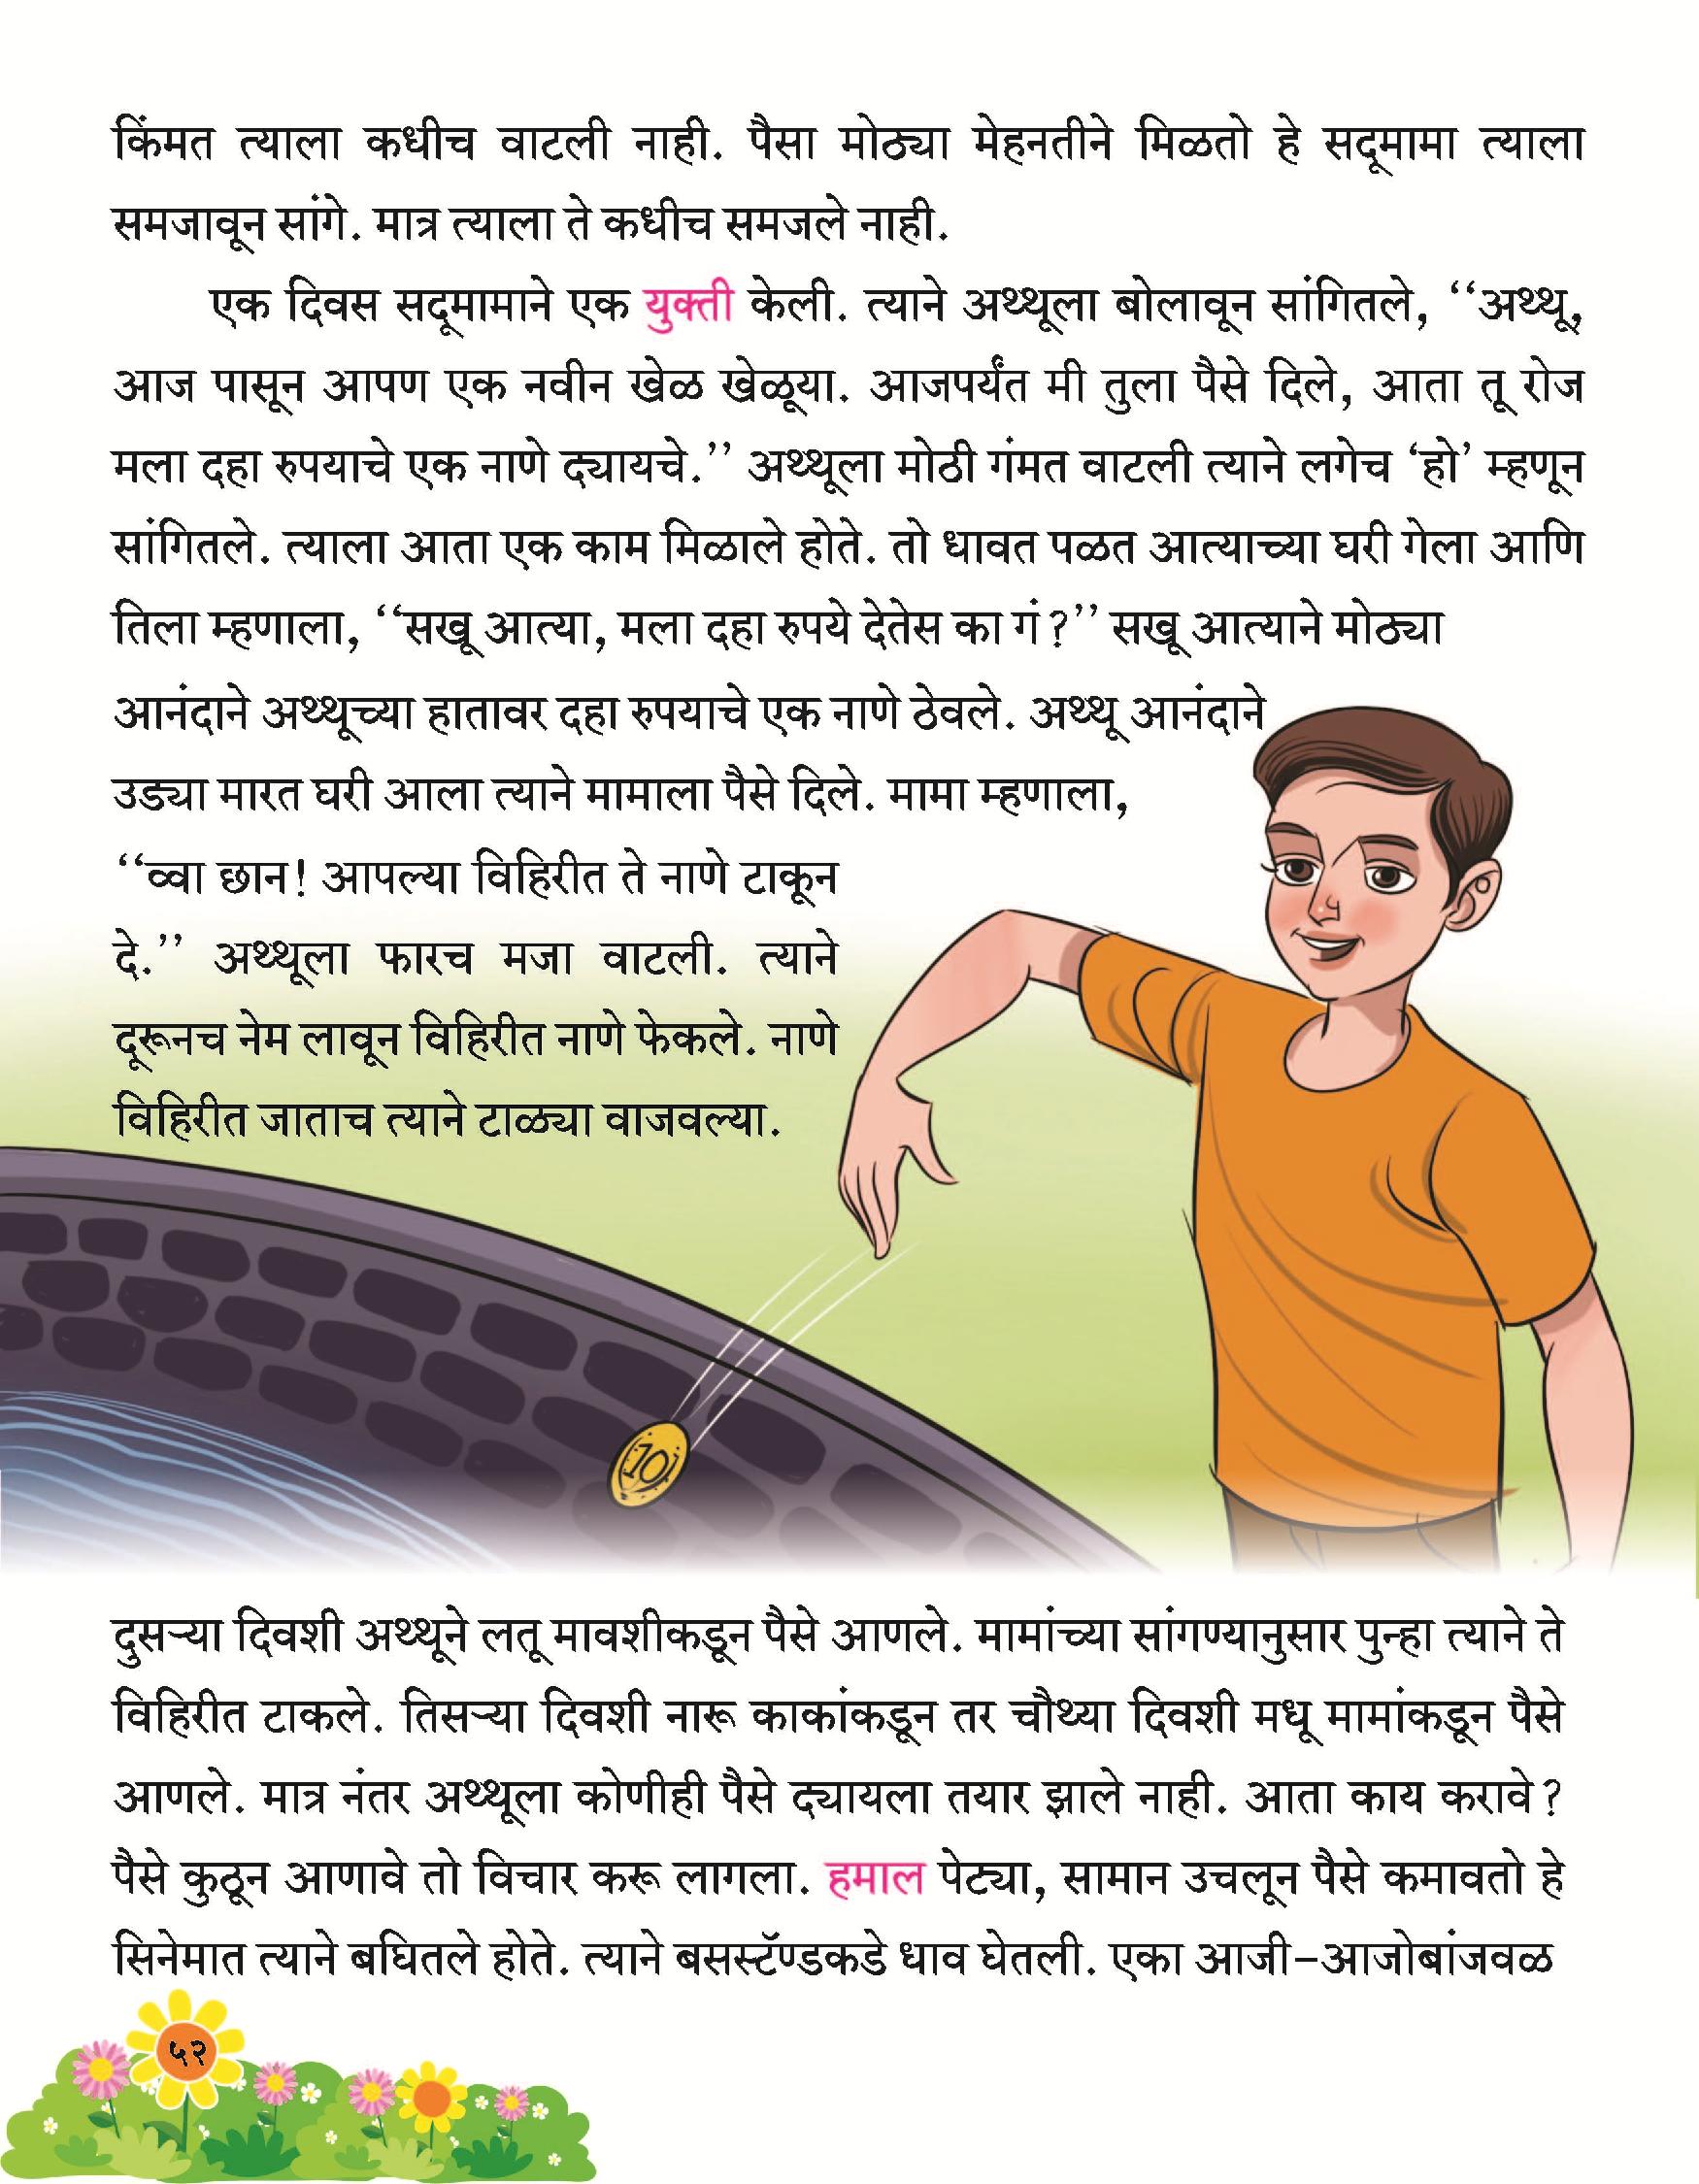 किंमत त्याला कधीच वाटली नाही. पैसा मोठ्या मेहनतीने मिळतो हे सदूमामा त्याला
समजावून सांगे. मात्र त्याला ते कधीच समजले नाही.
एक दिवस सदूमामाने एक युक्ती केली. त्याने अथ्थूला बोलावून सांगितले, ‘‘अथ्थू,
आज पासून आपण एक नवीन खेळ खेळूया. आजपर्यंत मी तुला पैसे दिले, आता तू रोज
मला दहा रुपयाचे एक नाणे द्यायचे.’’ अथ्थूला मोठी गंमत वाटली त्याने लगेच ‘हो’ म्हणून
सांगितले. त्याला आता एक काम मिळाले होते. तो धावत पळत आत्याच्या घरी गेला आणि
तिला म्हणाला, ‘‘सखू आत्या, मला दहा रुपये देतेस का गं?’’ सखू आत्याने मोठ्या
आनंदाने अथ्थूच्या हातावर दहा रुपयाचे एक नाणे ठेवले. अथ्थू आनंदाने
उड्या मारत घरी आला त्याने मामाला पैसे दिले. मामा म्हणाला,
‘‘व्वा छान! आपल्या विहिरीत ते नाणे टाकून
दे.’’ अथ्थूला फारच मजा वाटली. त्याने
दूरूनच नेम लावून विहिरीत नाणे फेकले. नाणे
विहिरीत जाताच त्याने टाळ्या वाजवल्या.
10
दुसऱ्या दिवशी अथ्थूने लतू मावशीकडून पैसे आणले. मामांच्या सांगण्यानुसार पुन्हा त्याने ते
विहिरीत टाकले. तिसऱ्या दिवशी नारू काकांकडून तर चौथ्या दिवशी मधू मामांकडून पैसे
आणले. मात्र नंतर अथ्थूला कोणीही पैसे द्यायला तयार झाले नाही. आता काय करावे?
पैसे कुठून आणावे तो विचार करू लागला. हमाल पेट्या, सामान उचलून पैसे कमावतो हे
सिनेमात त्याने बघितले होते. त्याने बसस्टॅण्डकडे धाव घेतली. एका आजी-आजोबांजवळ
५२